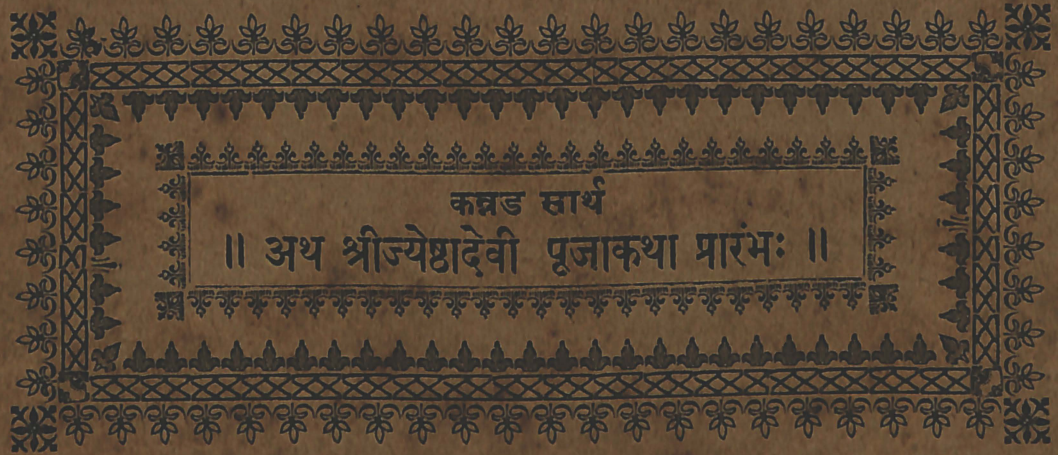 कन्नड सार्थ
॥ अथ श्रीज्येष्ठादेवी पूजाकथा प्रारंभः ॥